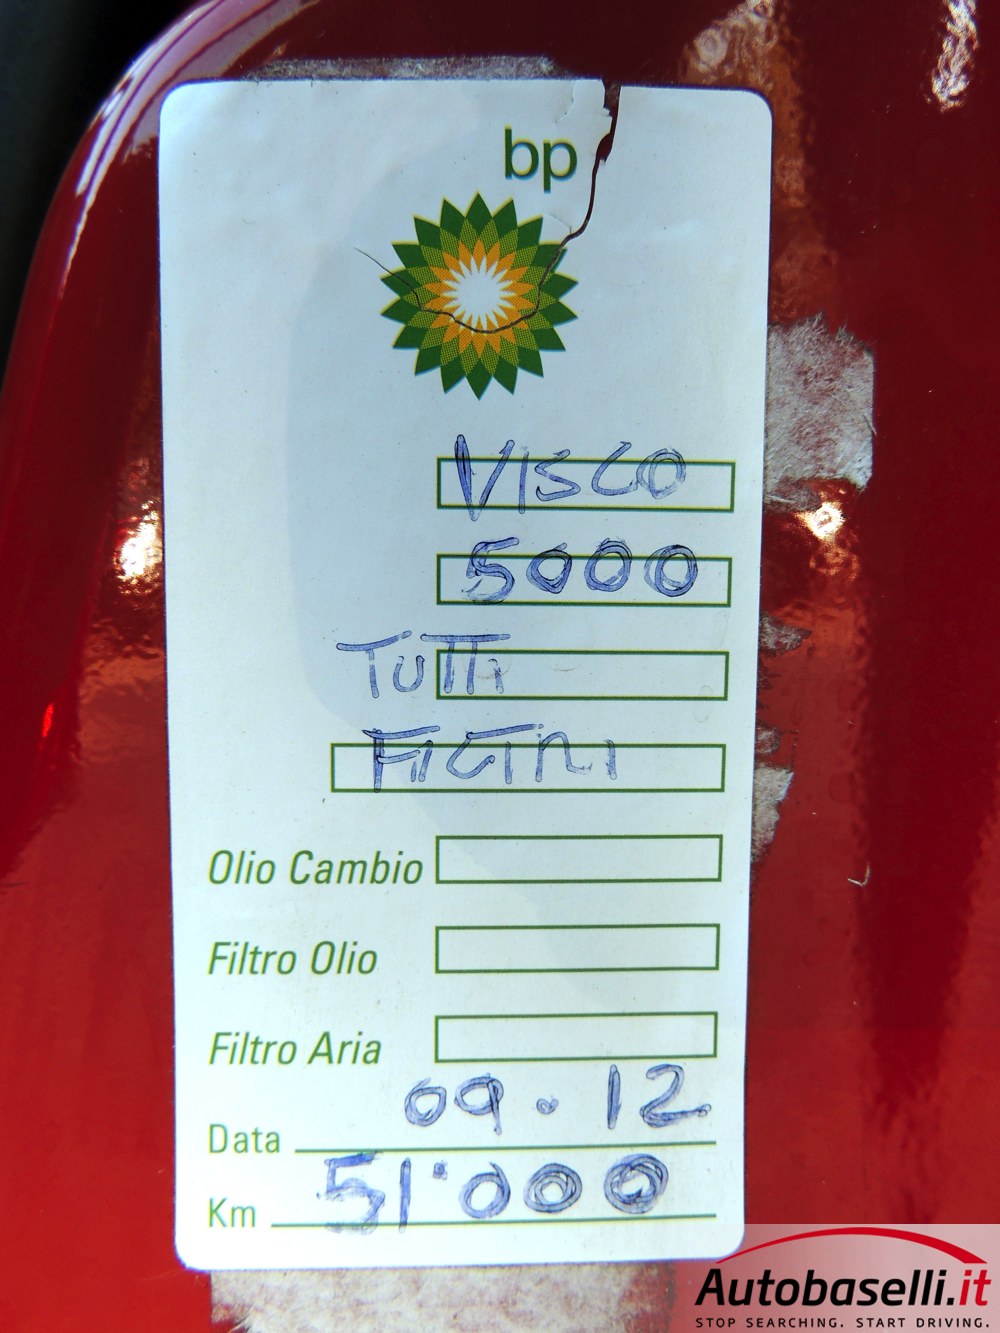 bp
VISCO
5000
TUTTI
Olio Cambio
Filtro Olio
Filtro Aria
09.12
Data
51.000
Km
Autobaselli.it
STOP SEARCHING. START DRIVING.